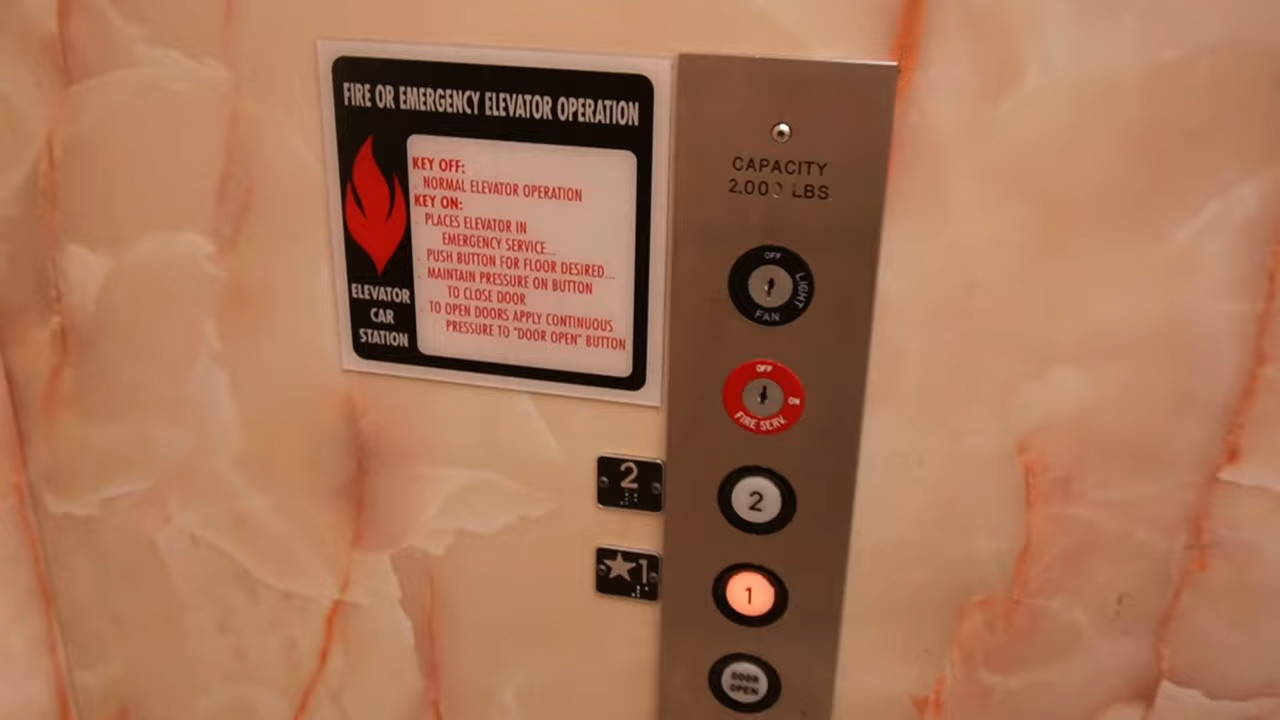 FIRE OR EMERGENCY ELEVATOR OPERATION
KEY OFF:
. NORMAL ELEVATOR OPERATION
KEY ON:
. PLACES ELEVATOR IN
EMERGENCY SERVICE...
. PUSH BUTTON FOR FLOOR DESIRED...
. MAINTAIN PRESSURE ON BUTTON
TO CLOSE DOOR
. TO OPEN DOORS APPLY CONTINUOUS
PRESSURE TO "DOOR OPEN" BUTTON
ELEVATOR
CAR
STATION
CAPACITY
2,000 LBS.
OFF
LIGHT
FAN
OFF
ON
FIRE SERV.
2
2
★1
1
DOOR
OPEN